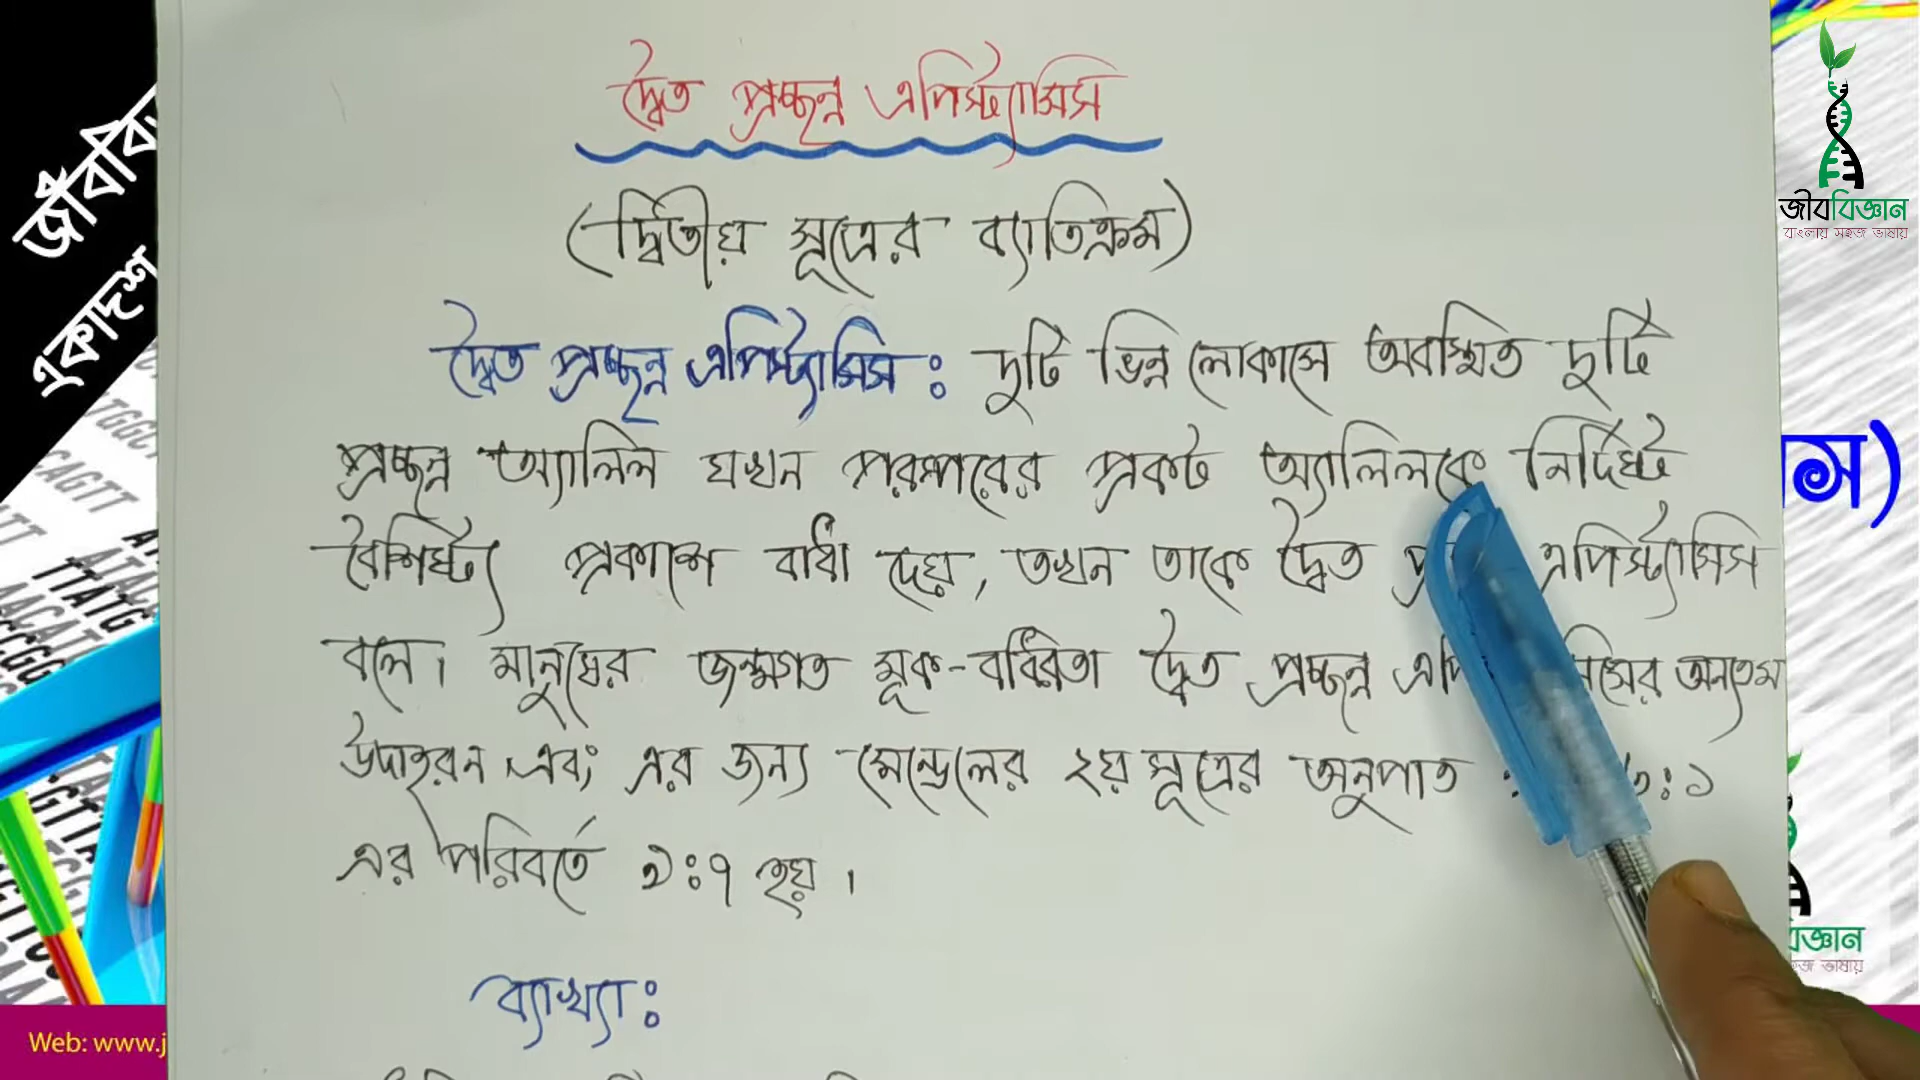 দ্বৈত প্রচ্ছন্ন এপিস্ট্যাসিস
(দ্বিতীয় সূত্রের ব্যাতিক্রম)
দ্বৈত প্রচ্ছন্ন এপিস্ট্যাসিস: দুটি ভিন্ন লোকাসে অবস্থিত দুটি
প্রচ্ছন্ন অ্যালিল যখন পরস্পরের প্রকট অ্যালিলকে নির্দিষ্ট
বৈশিষ্ট্য প্রকাশে বাধা দেয়, তখন তাকে দ্বৈত এপিস্ট্যাসিস
বলে। মানুষের জন্মগত মূক-বধিরতা দ্বৈত প্রচ্ছন্ন অন্যতম
উদাহরন এবং এর জন্য মেন্ডেলের ২য় সূত্রের অনুপাত :১
এর পরিবর্তে ৯:৭ হয়।
ব্যাখ্যা:
জীববিজ্ঞান
বাংলায় সহজ ভাষায়
একাদশ
Web: www.j